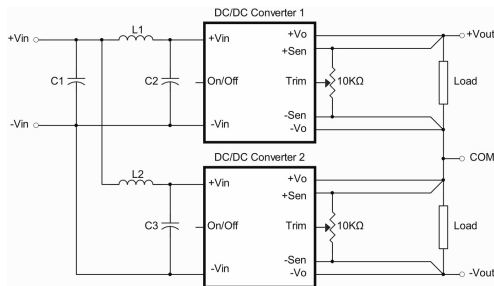 DC/DC Converter 1
+Vin
L1
+Vin
+Vo
+Vout
+Sen
C1
C2
On/Off
Trim
10KΩ
Load
-Sen
-Vin
-Vin
-Vo
DC/DC Converter 2
COM
L2
+Vin
+Vo
+Sen
C3
On/Off
Trim
10KΩ
Load
-Sen
-Vin
-Vo
-Vout